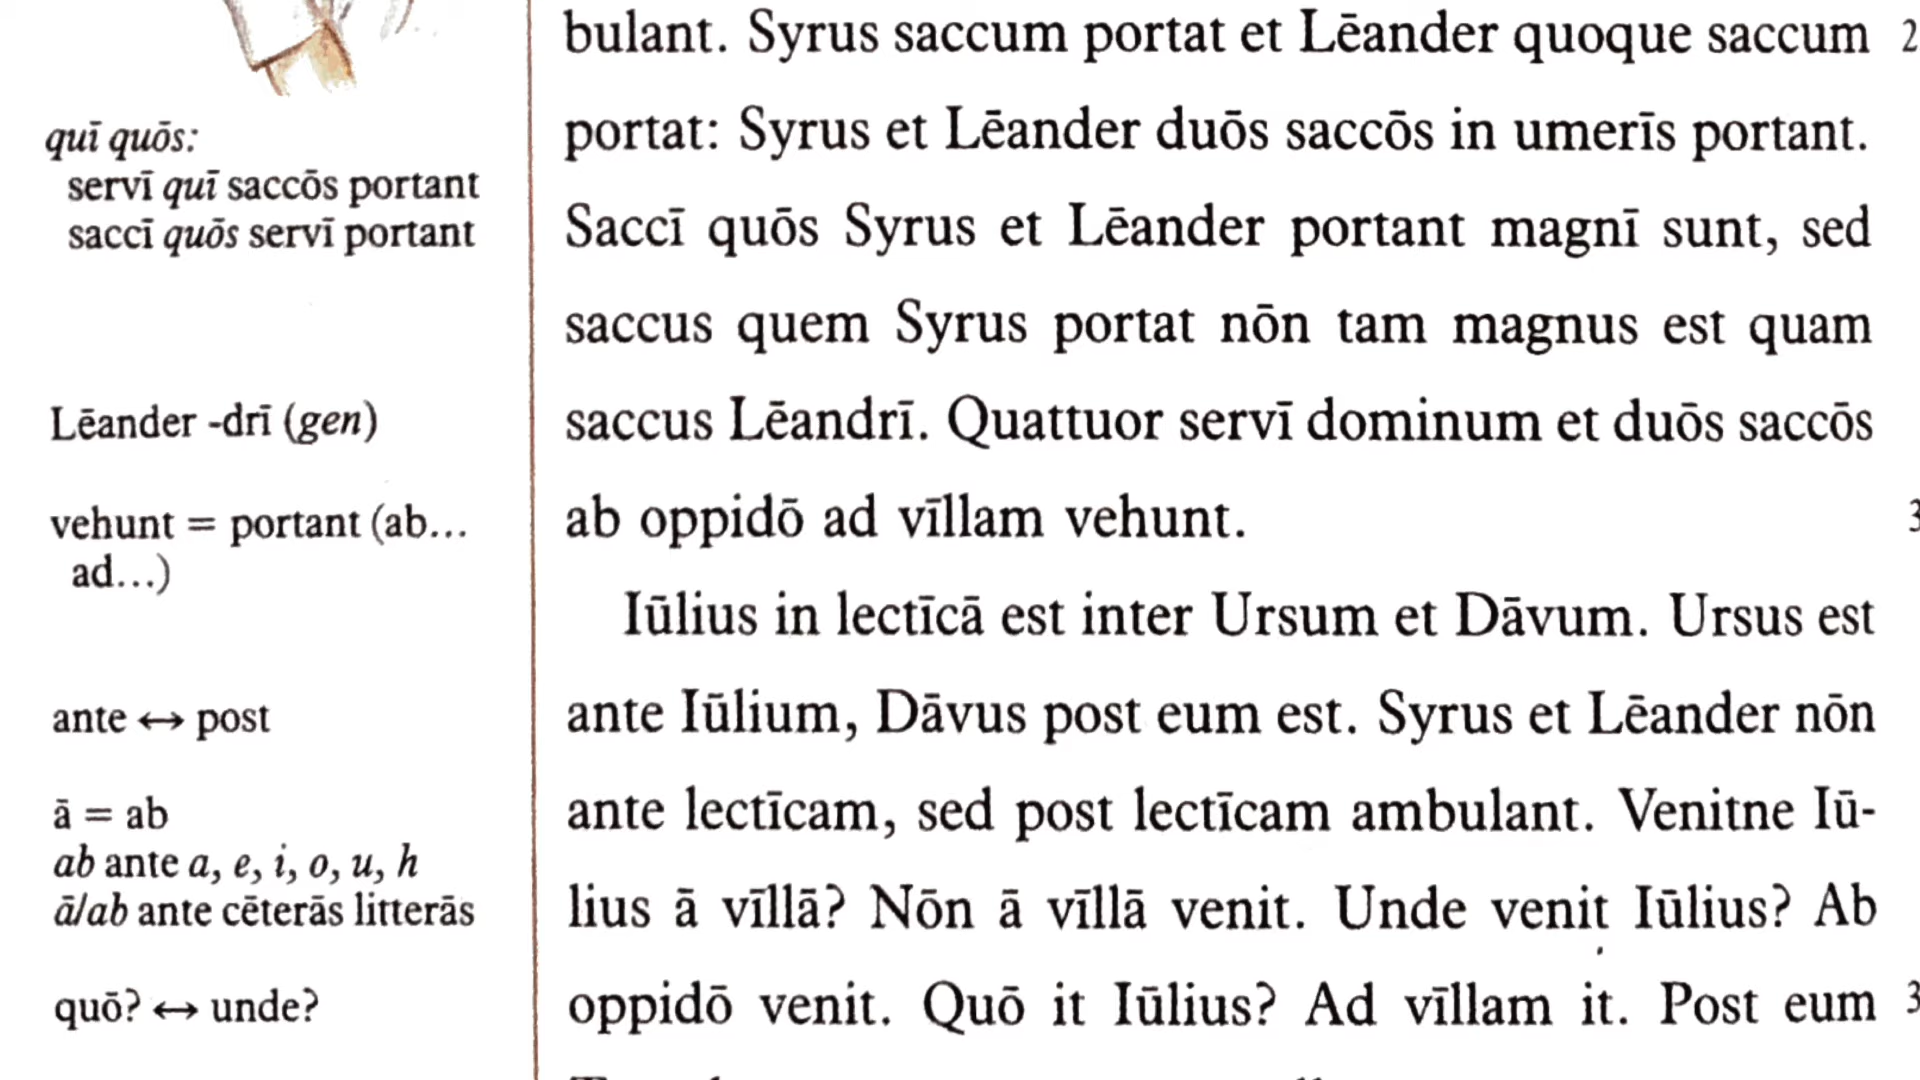 quī quōs:
servī quī saccōs portant
saccī quōs servī portant
Lēander -drī (gen)
vehunt = portant (ab...
ad...)
ante ↔ post
ā = ab
ab ante a, e, i, o, u, h
ā/ab ante cēterās litterās
quō? ↔ unde?
bulant. Syrus saccum portat et Lēander quoque saccum
portat: Syrus et Lēander duōs saccōs in umerīs portant.
Saccī quōs Syrus et Lēander portant magnī sunt, sed
saccus quem Syrus portat nōn tam magnus est quam
saccus Lēandrī. Quattuor servī dominum et duōs saccōs
ab oppidō ad vīllam vehunt.
Iūlius in lectīcā est inter Ursum et Dāvum. Ursus est
ante Iūlium, Dāvus post eum est. Syrus et Lēander nōn
ante lectīcam, sed post lectīcam ambulant. Venitne Iū-
lius ā vīllā? Nōn ā vīllā venit. Unde venit Iūlius? Ab
oppidō venit. Quō it Iūlius? Ad vīllam it. Post eum